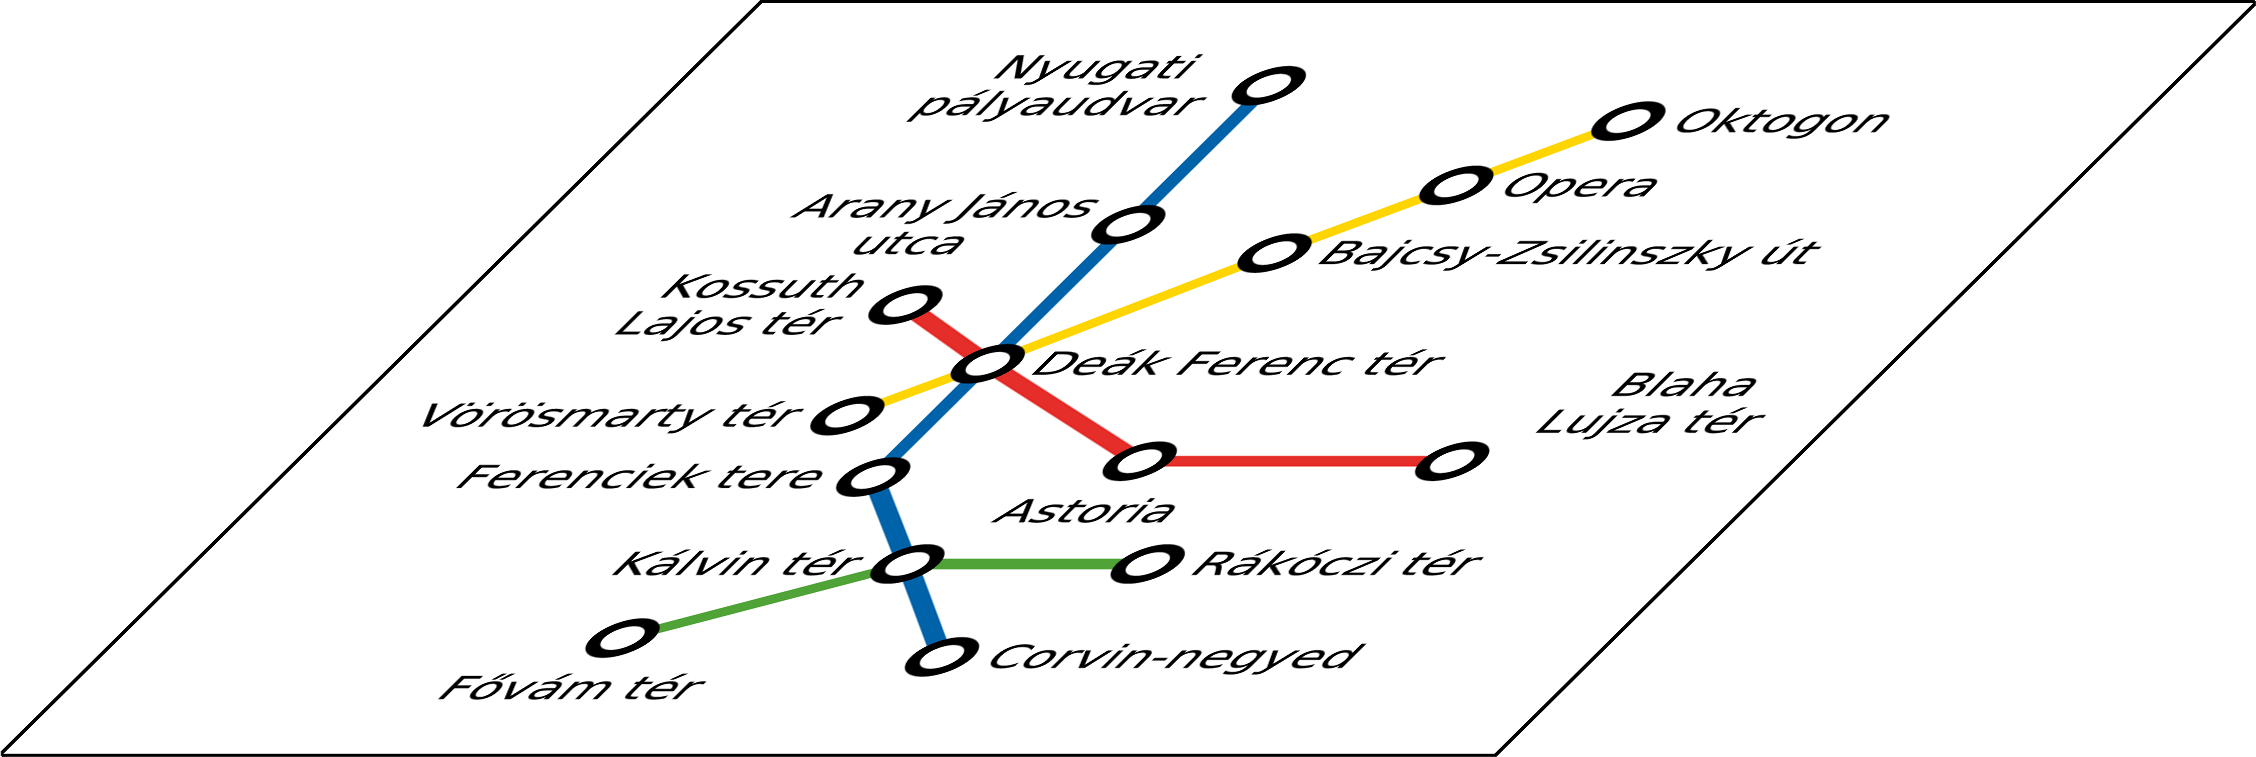 Nyugati
pályaudvar
Oktogon
Opera
Arany János
utca
Bajcsy-Zsilinszky út
Kossuth
Lajos tér
Deák Ferenc tér
Blaha
Lujza tér
Vörösmarty tér
Ferenciek tere
Astoria
Kálvin tér
Rákóczi tér
Corvin-negyed
Fővám tér